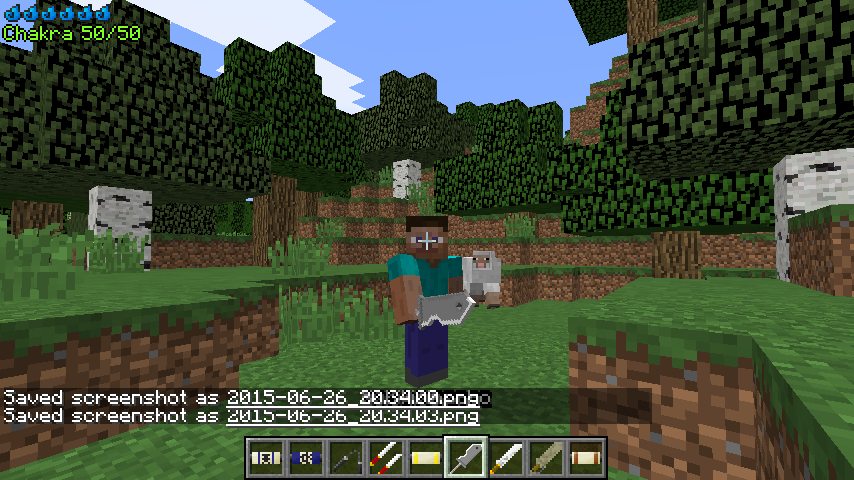 Chakra 50/50
Saved screenshot as 2015-06-26_20.34.00.png
Saved screenshot as 2015-06-26_20.34.03.png